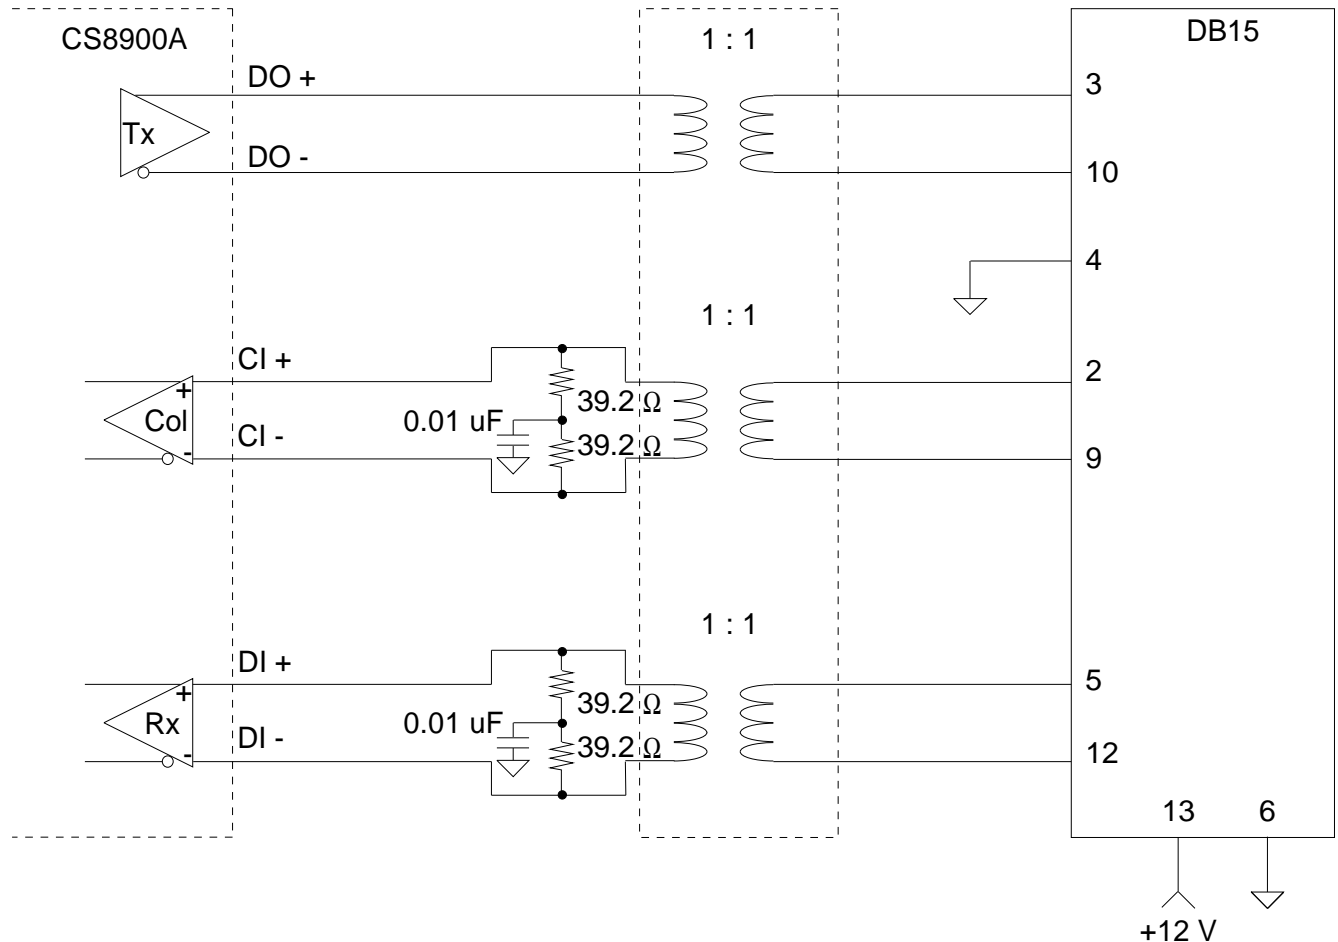 CS8900A
1 : 1
DB15
DO +
3
Tx
DO -
10
4
1 : 1
CI +
2
+
39.2 Ω
Col
0.01 uF
CI -
39.2 Ω
-
9
1 : 1
DI +
5
+
39.2 Ω
Rx
0.01 uF
DI -
39.2 Ω
-
12
13
6
+12 V